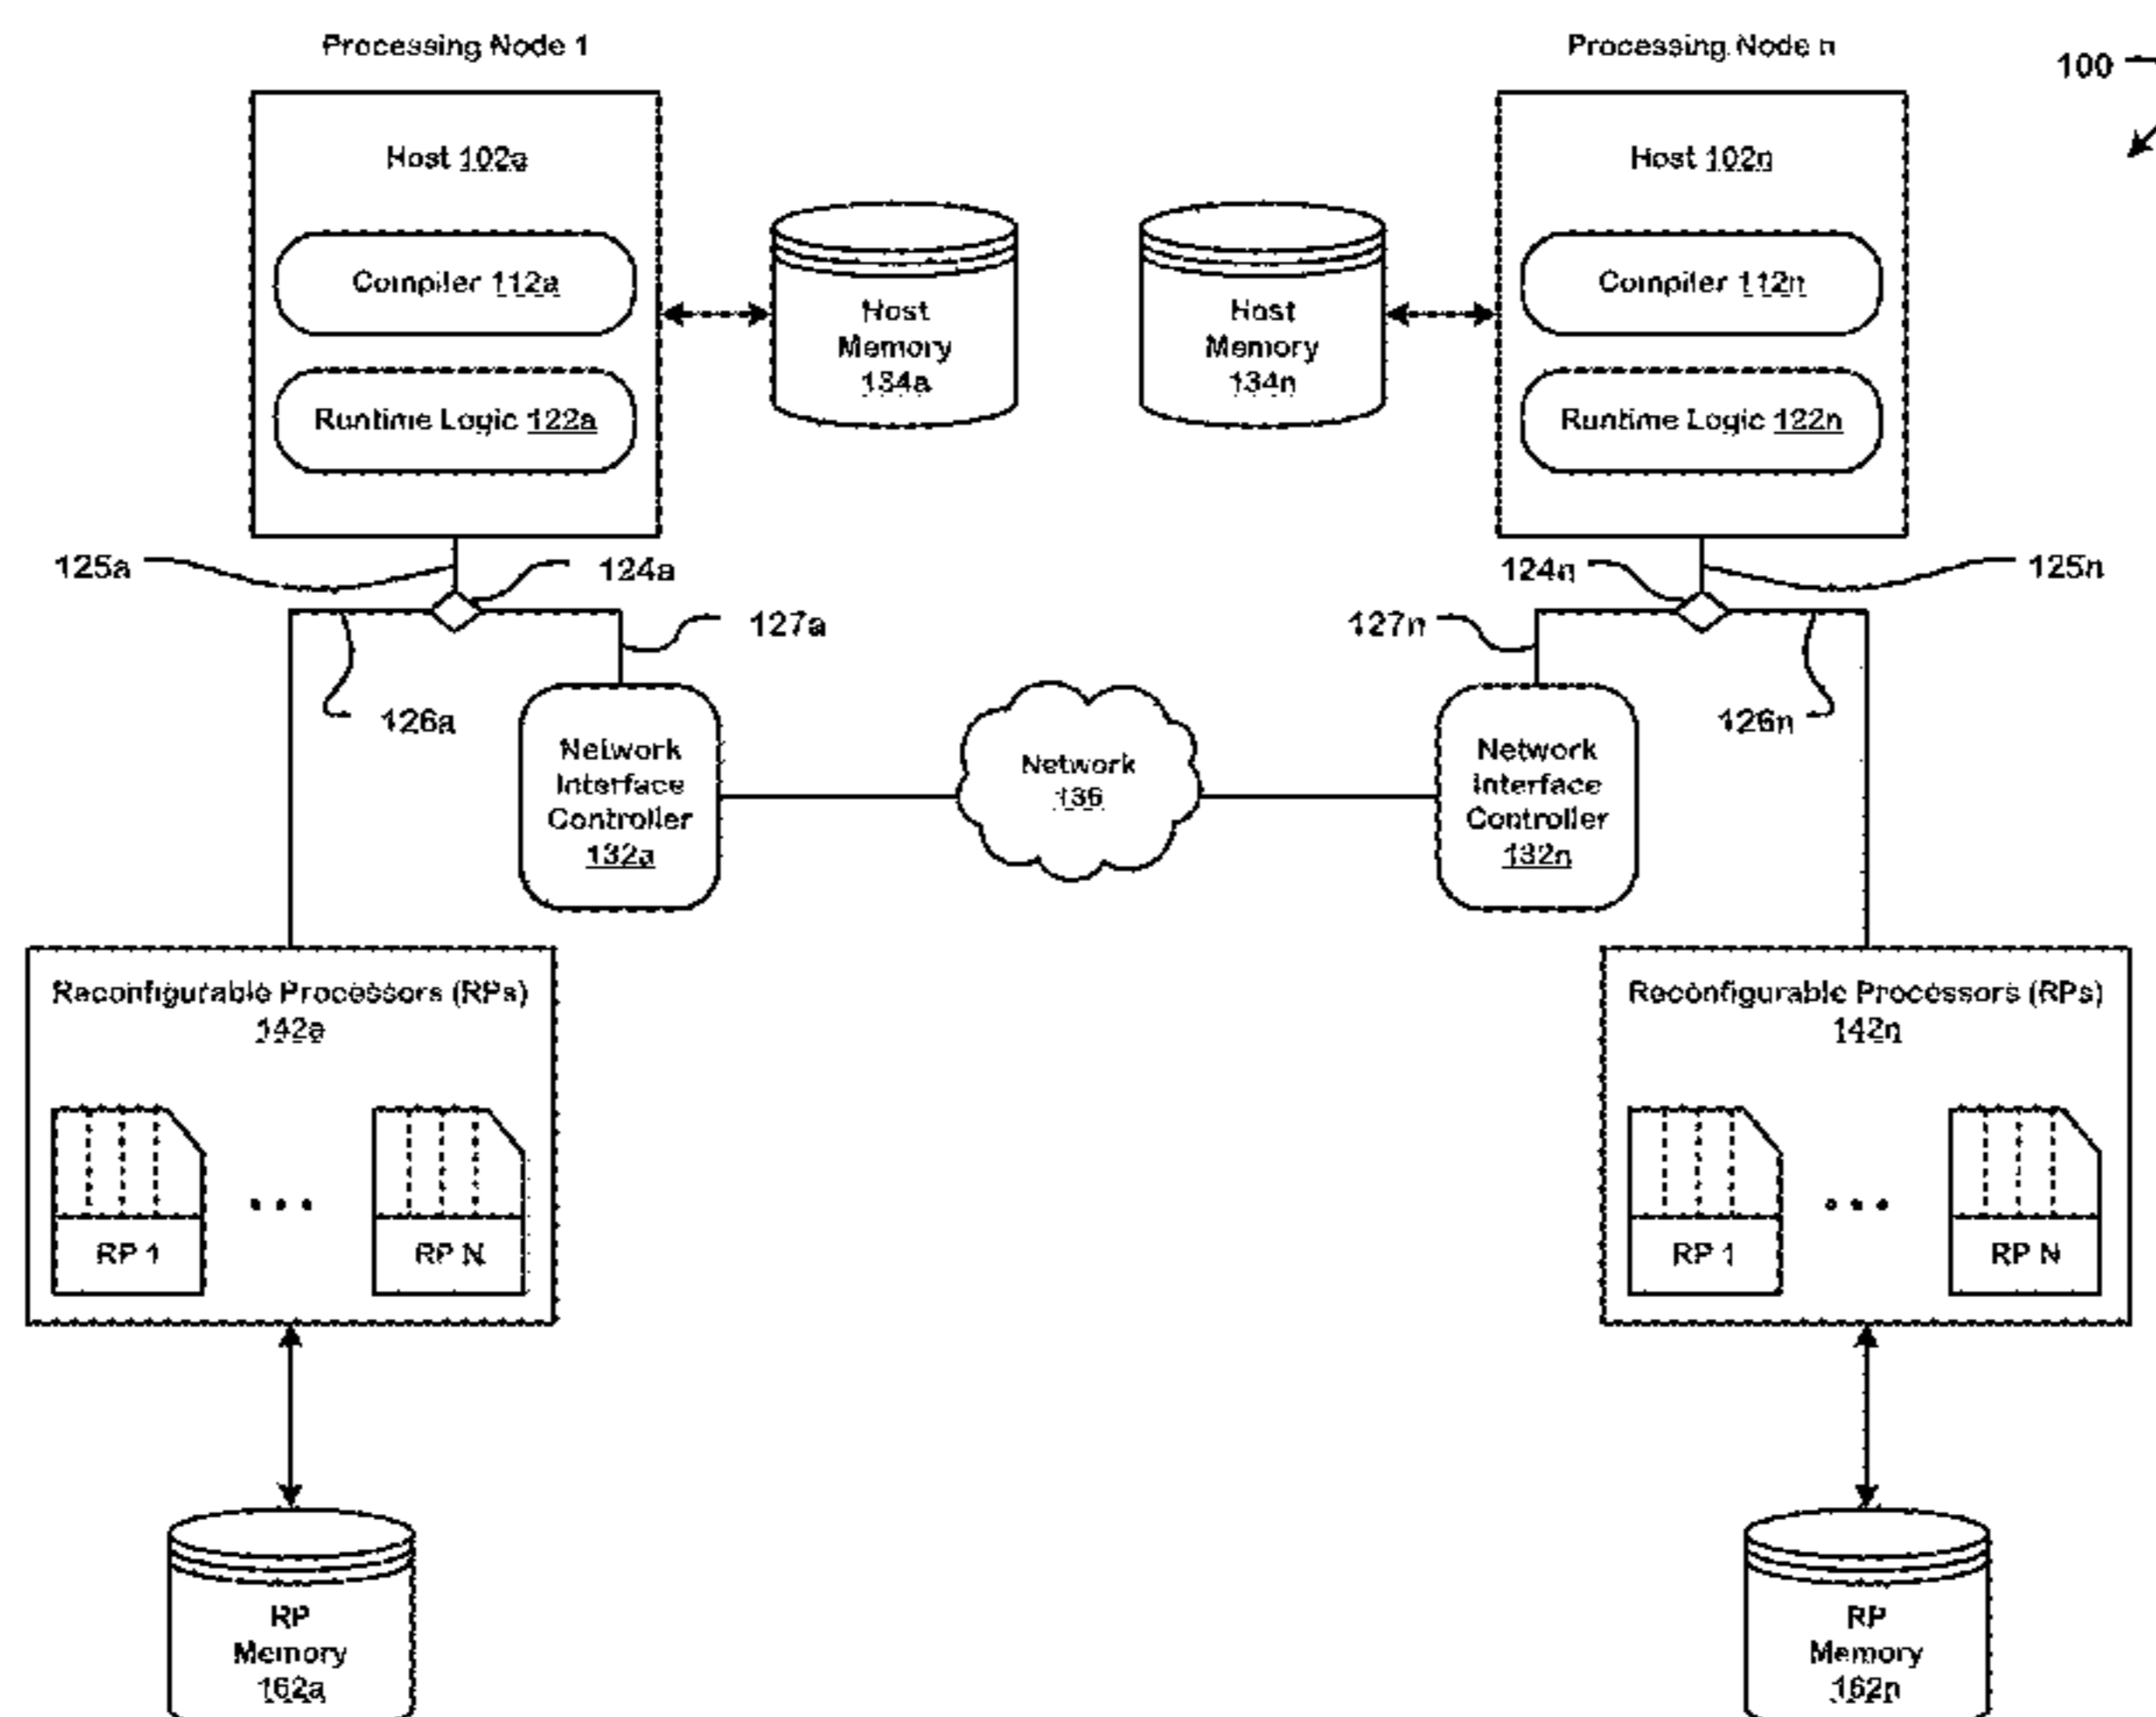 Processing Node 1
Processing Node n
100
Host 102a
Compiler 112a
Runtime Logic 122a
Host
Memory
134a
Host
Memory
134n
Host 102n
Compiler 112n
Runtime Logic 122n
125a
124a
127a
126a
124n
125n
127n
126n
Network
Interface
Controller
132a
Network
136
Network
Interface
Controller
132n
Reconfigurable Processors (RPs)
142a
RP 1
RP N
Reconfigurable Processors (RPs)
142n
RP 1
RP N
RP
Memory
162a
RP
Memory
162n